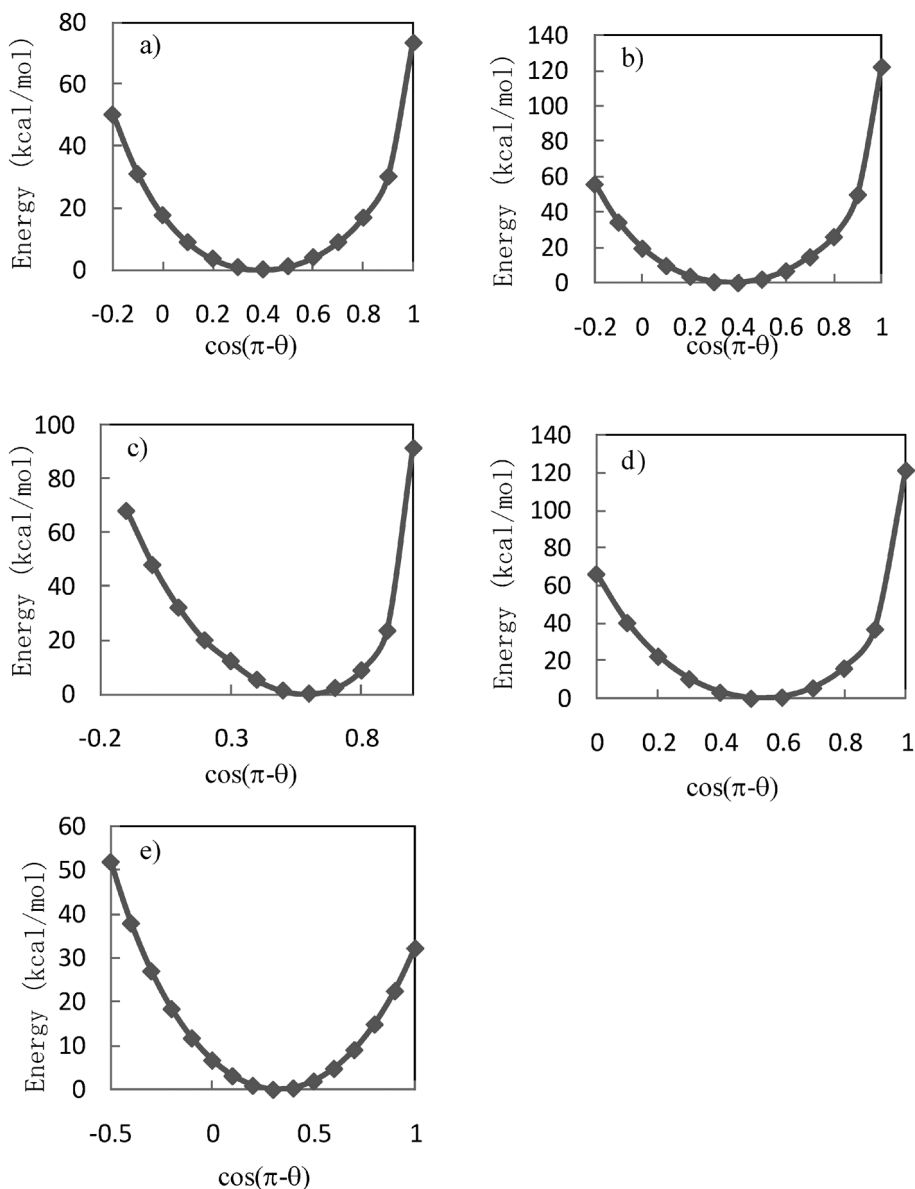 a)
Energy (kcal/mol)
80
60
40
20
0
-0.2 0 0.2 0.4 0.6 0.8 1
cos(π-θ)
b)
Energy (kcal/mol)
140
120
100
80
60
40
20
0
-0.2 0 0.2 0.4 0.6 0.8 1
cos(π-θ)
c)
Energy (kcal/mol)
100
80
60
40
20
0
-0.2 0.3 0.8
cos(π-θ)
d)
Energy (kcal/mol)
140
120
100
80
60
40
20
0
0 0.2 0.4 0.6 0.8 1
cos(π-θ)
e)
Energy (kcal/mol)
60
50
40
30
20
10
0
-0.5 0 0.5 1
cos(π-θ)